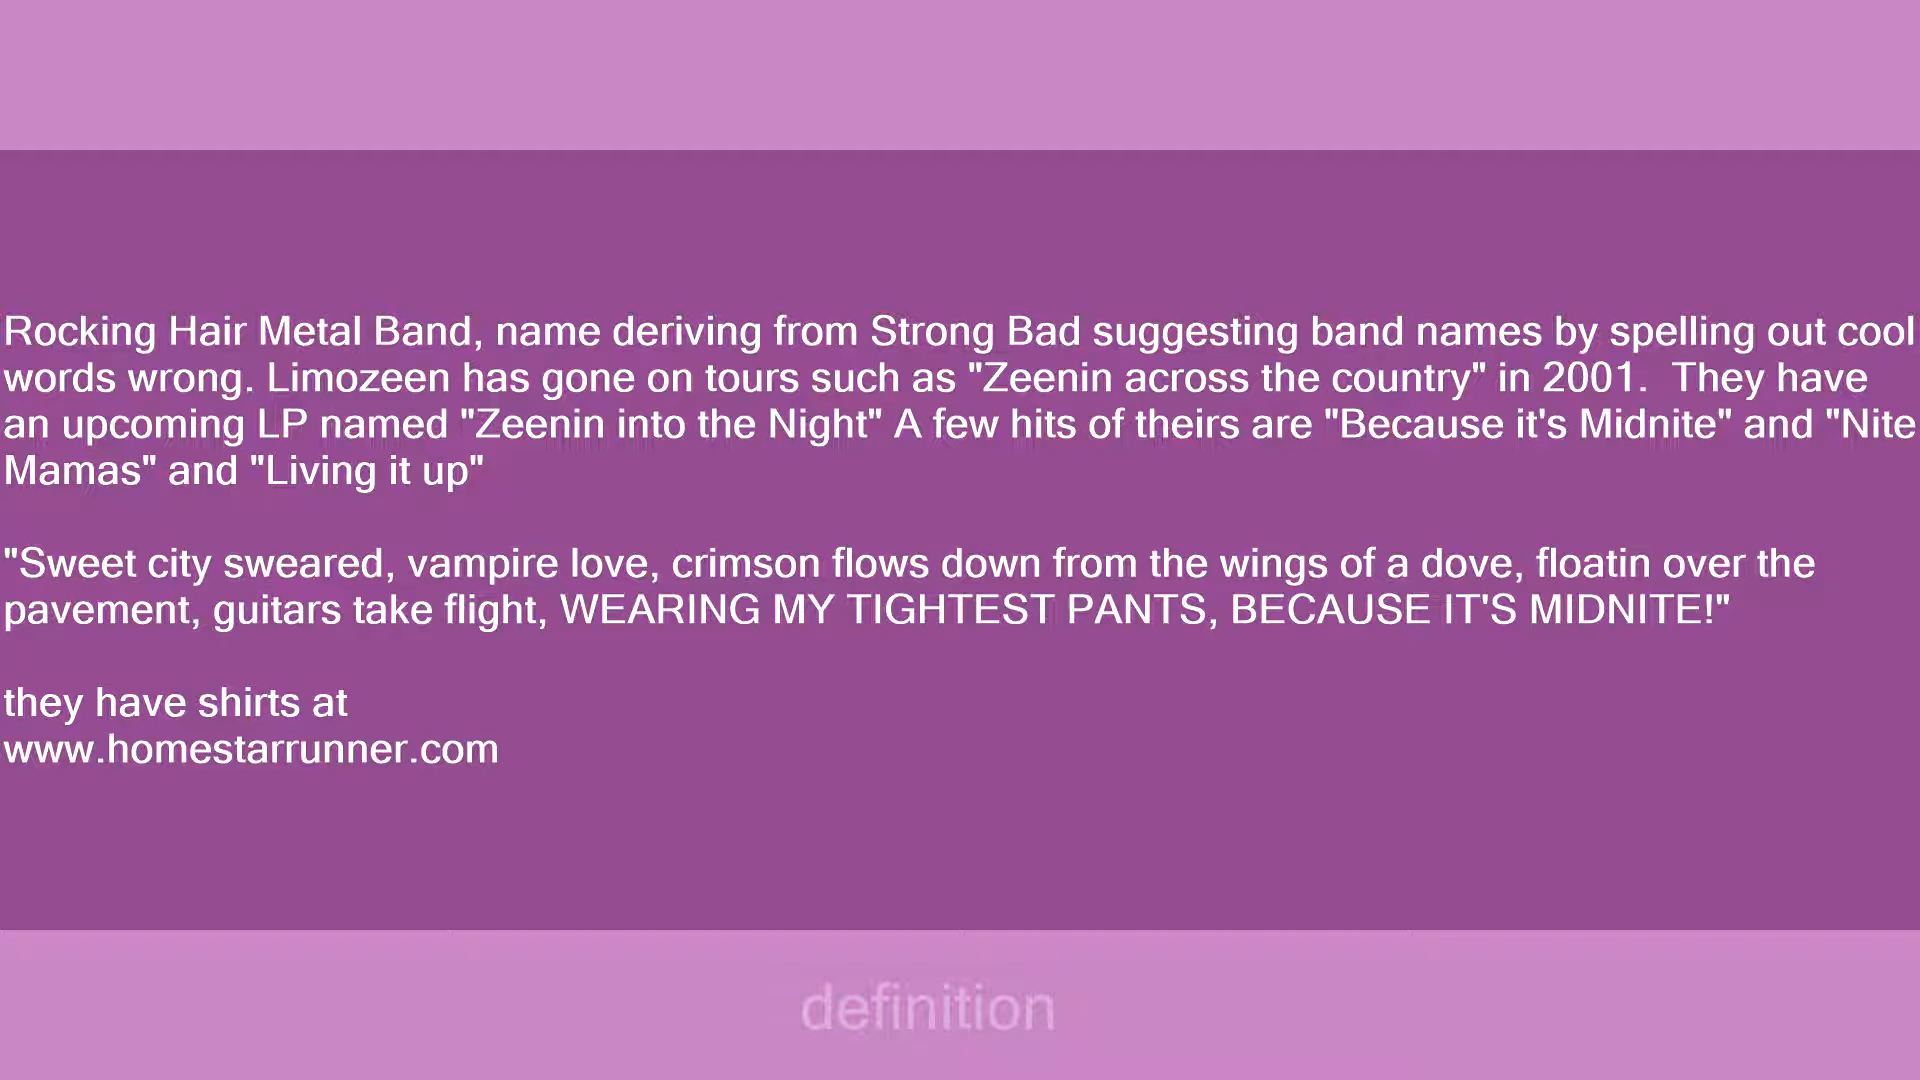 Rocking Hair Metal Band, name deriving from Strong Bad suggesting band names by spelling out cool
words wrong. Limozeen has gone on tours such as "Zeenin across the country" in 2001.  They have
an upcoming LP named "Zeenin into the Night" A few hits of theirs are "Because it's Midnite" and "Nite
Mamas" and "Living it up"
"Sweet city sweared, vampire love, crimson flows down from the wings of a dove, floatin over the
pavement, guitars take flight, WEARING MY TIGHTEST PANTS, BECAUSE IT'S MIDNITE!"
they have shirts at
www.homestarrunner.com
definition